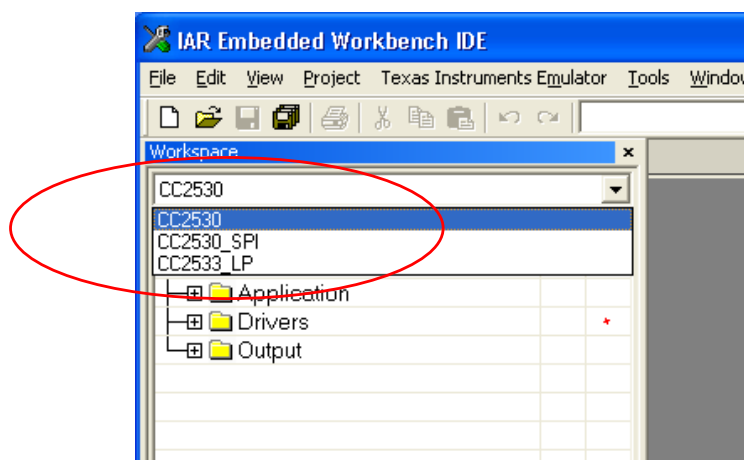 IAR Embedded Workbench IDE
File Edit View Project Texas Instruments Emulator Tools Window
Workspace
CC2530
CC2530
CC2530_SPI
CC2533_LP
Application
Drivers
Output